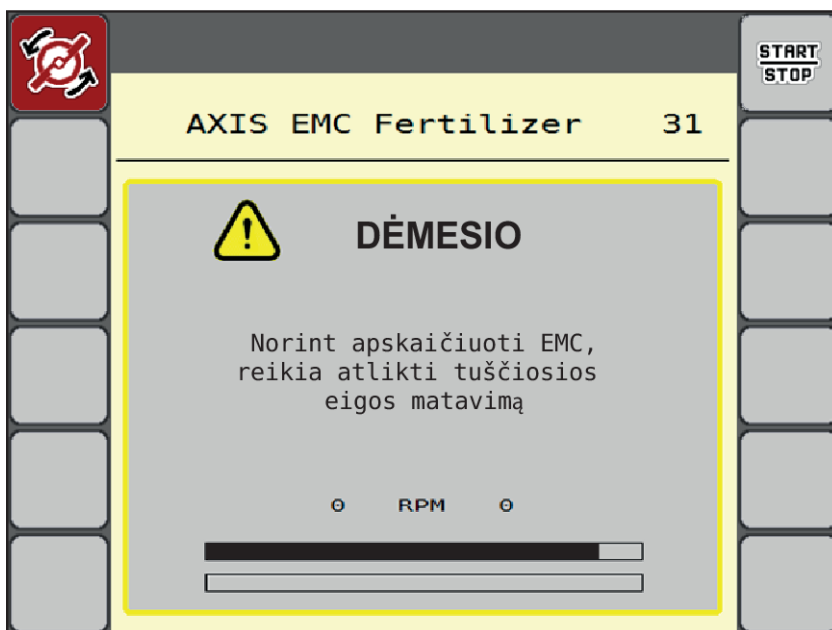 START
STOP
AXIS EMC Fertilizer 31
DĖMESIO
Norint apskaičiuoti EMC,
reikia atlikti tuščiosios
eigos matavimą
0 RPM 0